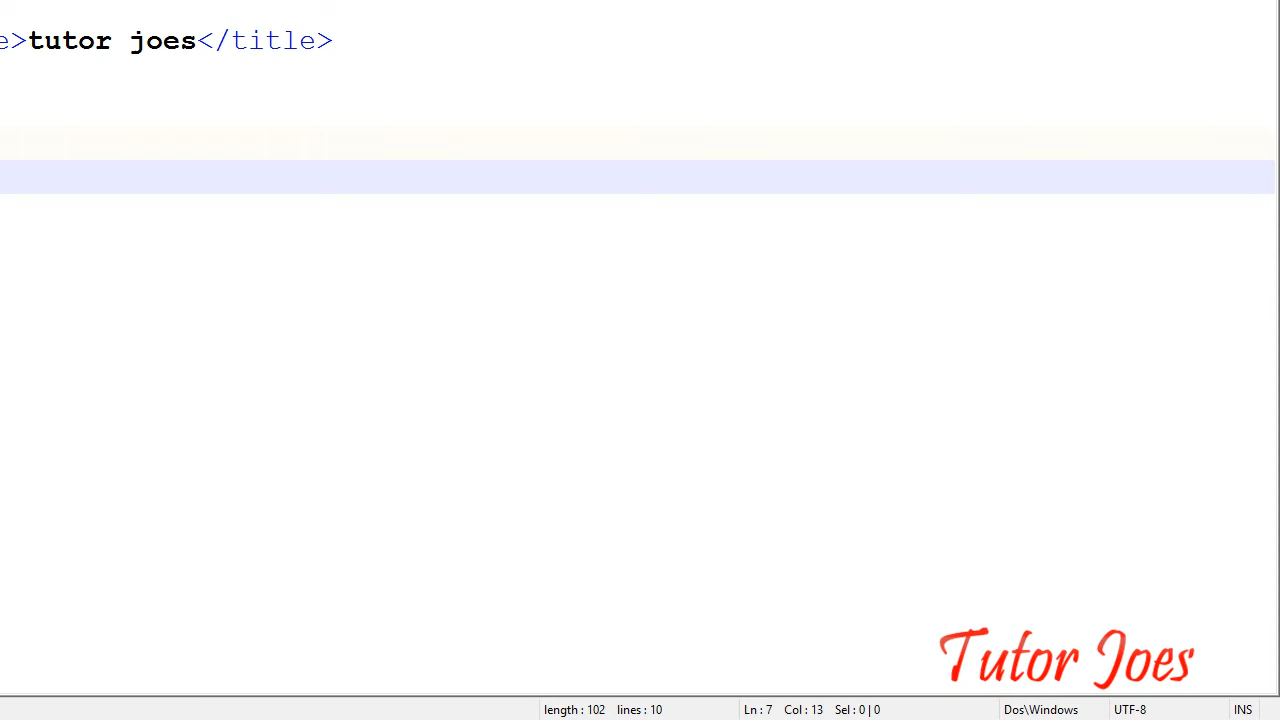 e>tutor joes</title>
Tutor Joes
length : 102 lines : 10 Ln : 7 Col : 13 Sel : 0 | 0 Dos\Windows UTF-8 INS